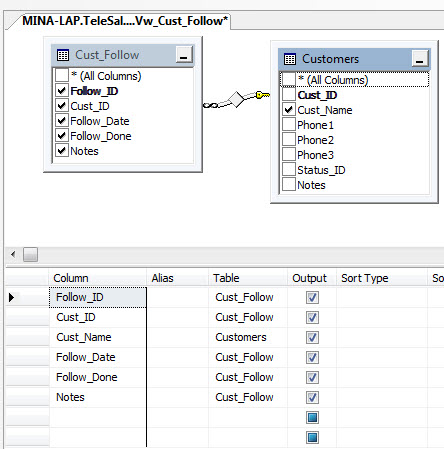 MINA-LAP.TeleSal....Vw_Cust_Follow*
Cust_Follow
* (All Columns)
Follow_ID
Cust_ID
Follow_Date
Follow_Done
Notes
Customers
* (All Columns)
Cust_ID
Cust_Name
Phone1
Phone2
Phone3
Status_ID
Notes
Column Alias Table Output Sort Type So
Follow_ID Cust_Follow
Cust_ID Cust_Follow
Cust_Name Customers
Follow_Date Cust_Follow
Follow_Done Cust_Follow
Notes Cust_Follow